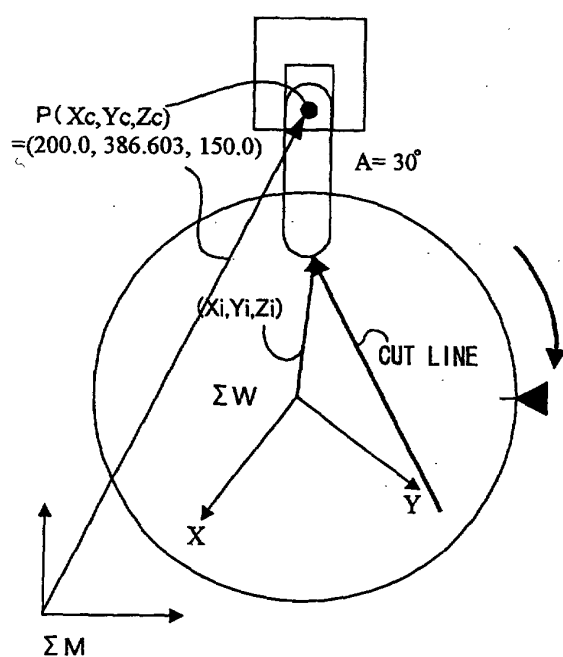 P(Xc,Yc,Zc)
=(200.0, 386.603, 150.0)
A= 30°
(Xi,Yi,Zi)
CUT LINE
ΣW
Y
X
ΣM